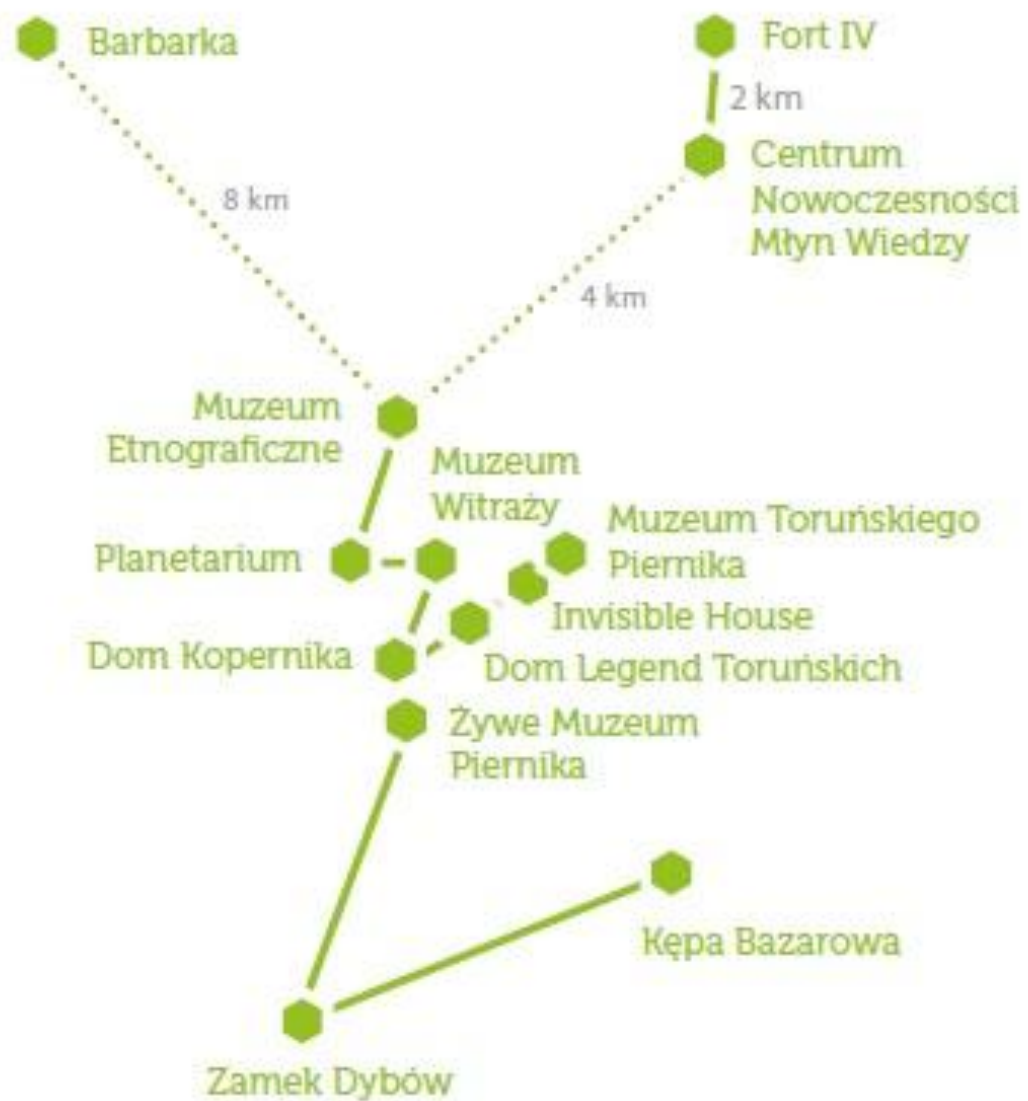 Barbarka
Fort IV
2 km
Centrum
Nowoczesności
Młyn Wiedzy
8 km
4 km
Muzeum
Etnograficzne
Muzeum
Witraży
Muzeum Toruńskiego
Piernika
Planetarium
Invisible House
Dom Kopernika
Dom Legend Toruńskich
Żywe Muzeum
Piernika
Kępa Bazarowa
Zamek Dybów